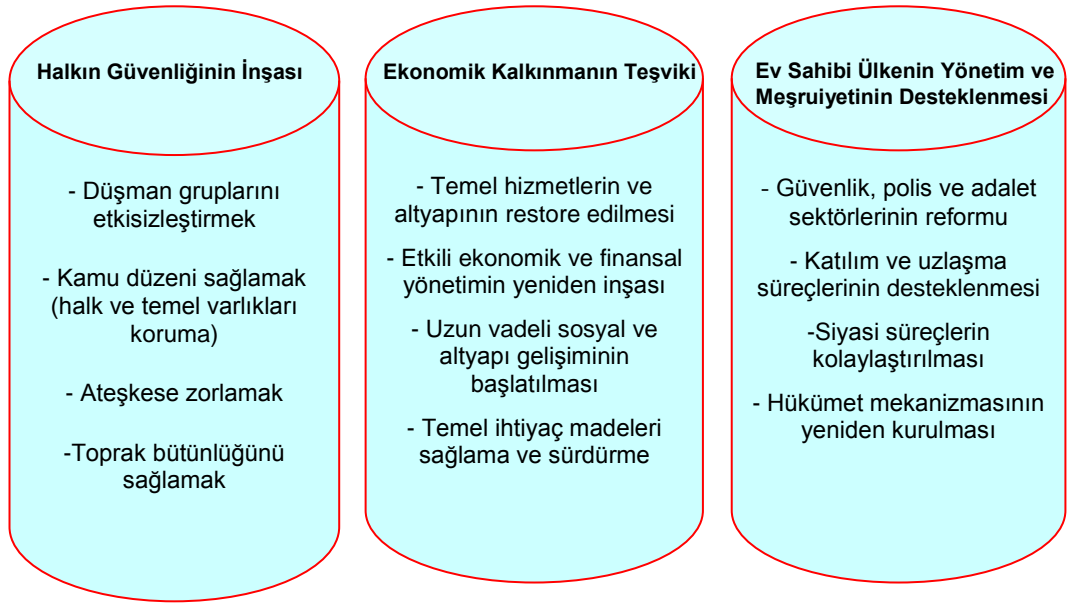 Halkın Güvenliğinin İnşası
- Düşman gruplarını
etkisizleştirmek
- Kamu düzeni sağlamak
(halk ve temel varlıkları
koruma)
- Ateşkese zorlamak
-Toprak bütünlüğünü
sağlamak
Ekonomik Kalkınmanın Teşviki
- Temel hizmetlerin ve
altyapının restore edilmesi
- Etkili ekonomik ve finansal
yönetimin yeniden inşası
- Uzun vadeli sosyal ve
altyapı gelişiminin
başlatılması
- Temel ihtiyaç madeleri
sağlama ve sürdürme
Ev Sahibi Ülkenin Yönetim ve
Meşruiyetinin Desteklenmesi
- Güvenlik, polis ve adalet
sektörlerinin reformu
- Katılım ve uzlaşma
süreçlerinin desteklenmesi
-Siyasi süreçlerin
kolaylaştırılması
- Hükümet mekanizmasının
yeniden kurulması